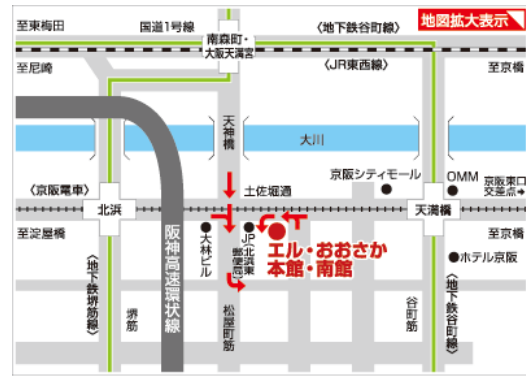 至東梅田
国道1号線
〈地下鉄谷町線〉
地図拡大表示
南森町・
大阪天満宮
至尼崎
〈JR東西線〉
至京橋
天神橋
大川
京阪シティモール
OMM
京阪東口
交差点→
〈京阪電車〉
土佐堀通
北浜
天満橋
至淀屋橋
阪神高速環状線
大林ビル
JP(北浜東
郵便局)
エル・おおさか
本館・南館
至京橋
ホテル京阪
〈地下鉄堺筋線〉
堺筋
松屋町筋
谷町筋
〈地下鉄谷町線〉